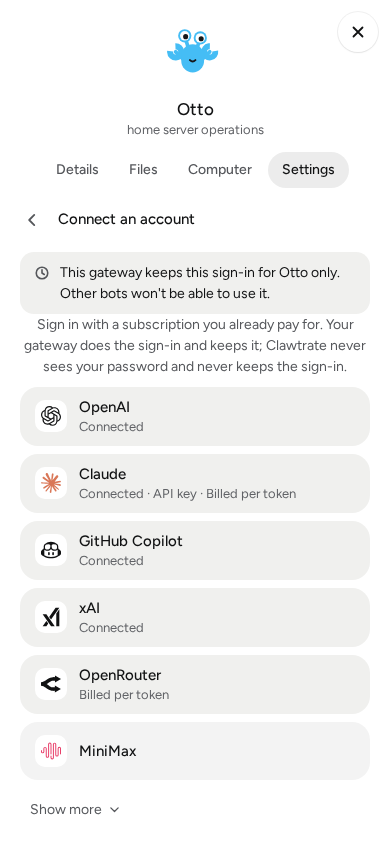 Otto
home server operations
Details Files Computer Settings
Connect an account
This gateway keeps this sign-in for Otto only.
Other bots won't be able to use it.
Sign in with a subscription you already pay for. Your
gateway does the sign-in and keeps it; Clawtrate never
sees your password and never keeps the sign-in.
OpenAI
Connected
Claude
Connected · API key · Billed per token
GitHub Copilot
Connected
xAI
Connected
OpenRouter
Billed per token
MiniMax
Show more